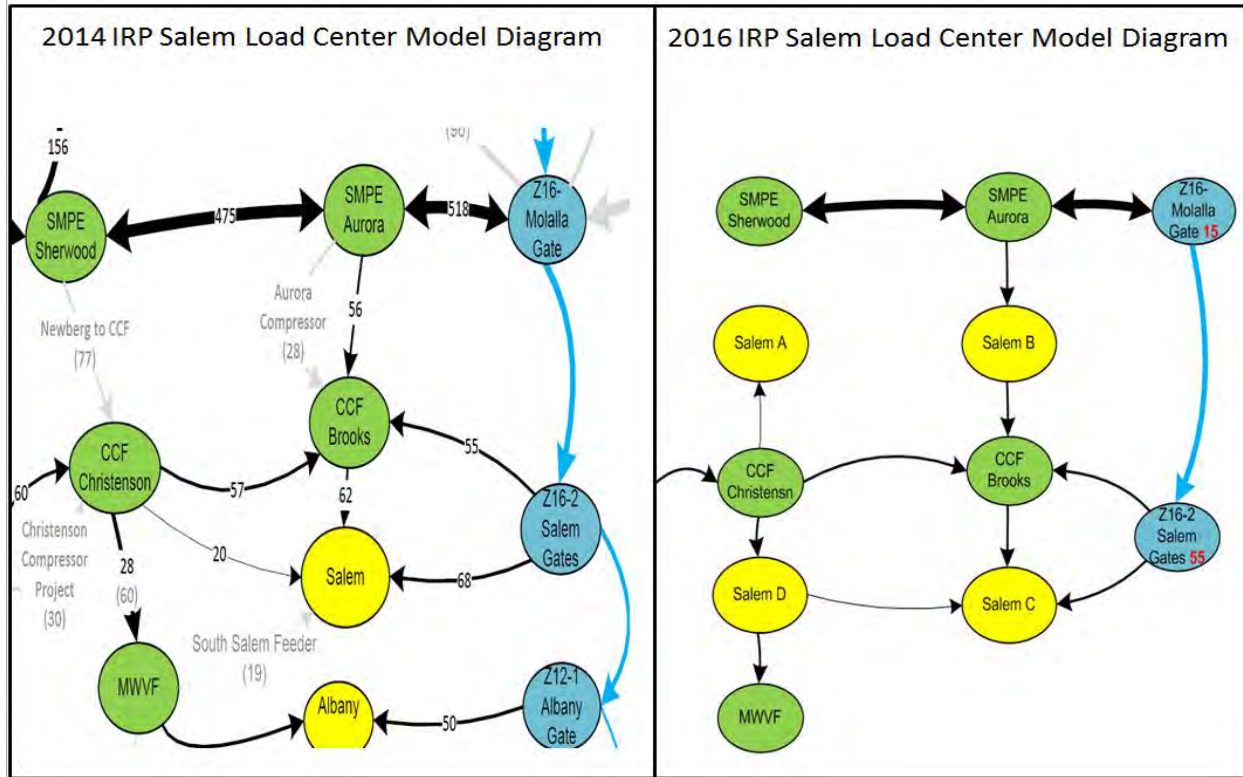 2014 IRP Salem Load Center Model Diagram
156
(90)
SMPE
Sherwood
475
SMPE
Aurora
518
Z16-
Molalla
Gate
Newberg to CCF
(77)
Aurora
Compressor
(28)
56
CCF
Brooks
55
60
CCF
Christenson
57
62
Z16-2
Salem
Gates
Christenson
Compressor
Project
(30)
28
(60)
20
Salem
68
South Salem Feeder
(19)
MWVF
Albany
50
Z12-1
Albany
Gate
2016 IRP Salem Load Center Model Diagram
SMPE
Sherwood
SMPE
Aurora
Z16-
Molalla
Gate 15
Salem A
Salem B
CCF
Christensn
CCF
Brooks
Z16-2
Salem
Gates 55
Salem D
Salem C
MWVF